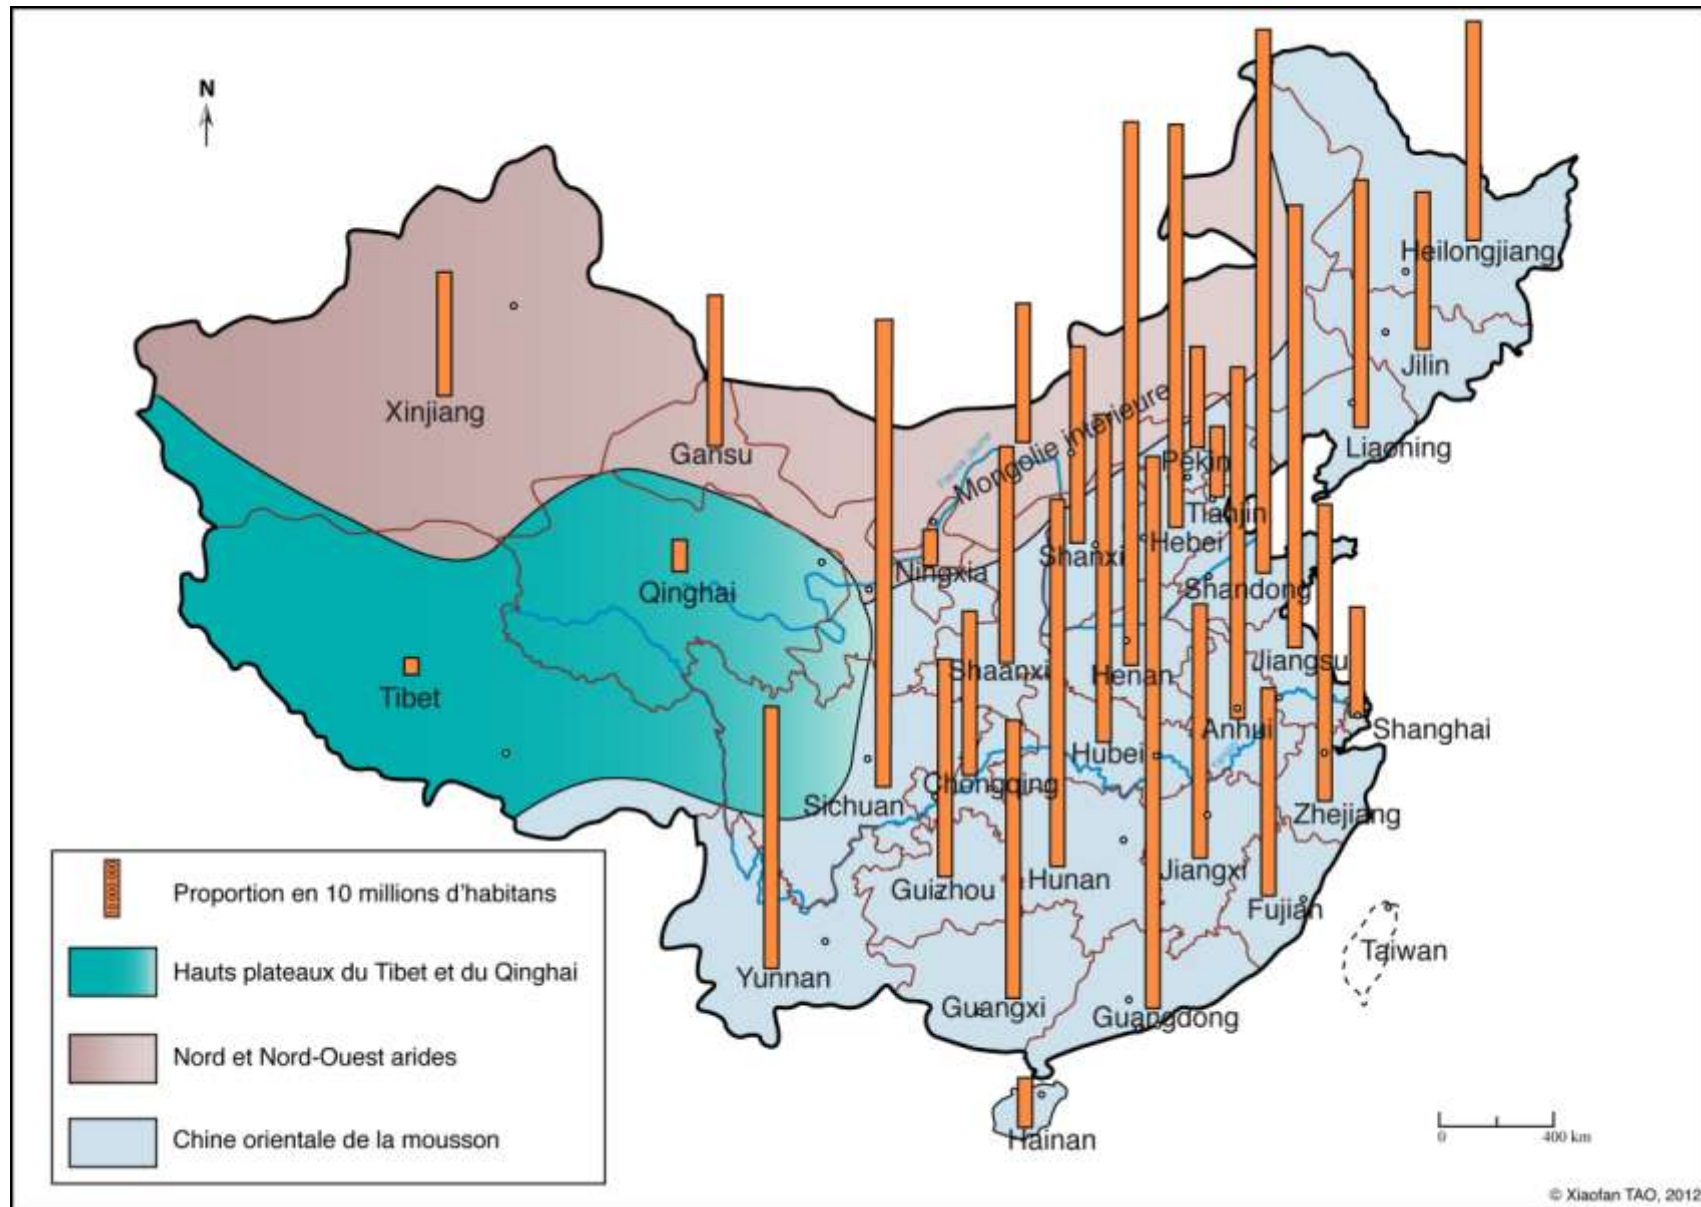 N
Heilongjiang
Jilin
Xinjiang
Gansu
Mongolie intérieure
Pékin
Liaoning
Tianjin
Ningxia
Shanxi
Hebei
Qinghai
Shandong
Tibet
Shaanxi
Henan
Jiangsu
Anhui
Shanghai
Hubei
Chongqing
Sichuan
Zhejiang
Guizhou
Hunan
Jiangxi
Fujian
Taiwan
Yunnan
Guangxi
Guangdong
Hainan
Proportion en 10 millions d'habitans
Hauts plateaux du Tibet et du Qinghai
Nord et Nord-Ouest arides
Chine orientale de la mousson
0 400 km
© Xiaofan TAO, 2012